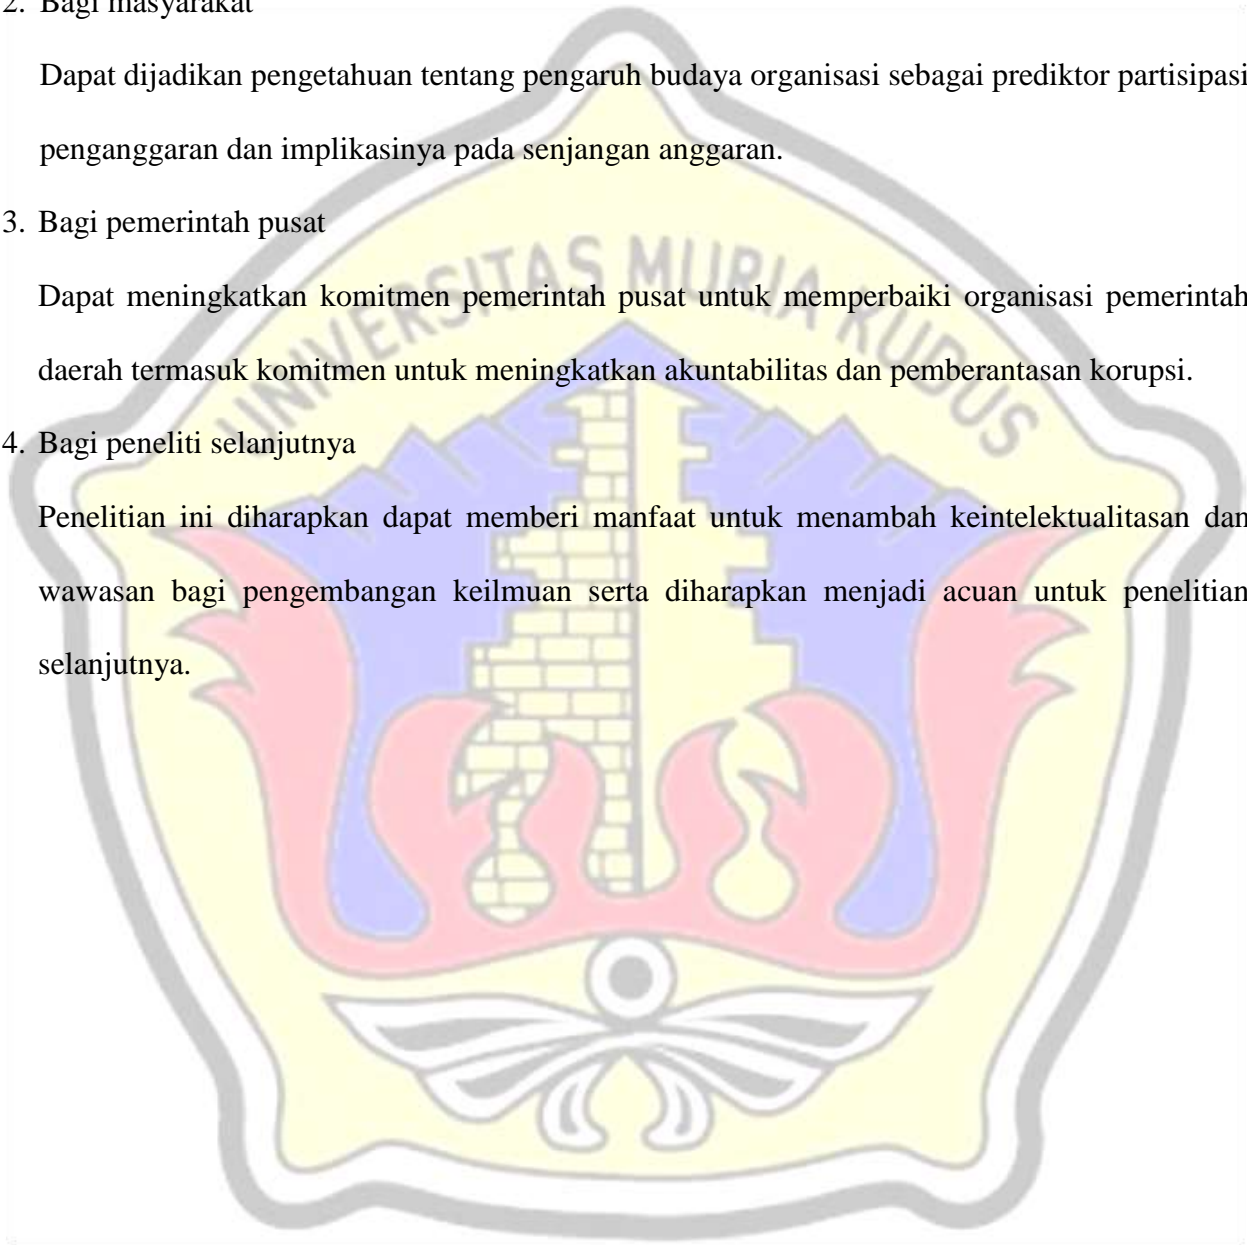 2. Bagi masyarakat
Dapat dijadikan pengetahuan tentang pengaruh budaya organisasi sebagai prediktor partisipasi
penganggaran dan implikasinya pada senjangan anggaran.
3. Bagi pemerintah pusat
Dapat meningkatkan komitmen pemerintah pusat untuk memperbaiki organisasi pemerintah
daerah termasuk komitmen untuk meningkatkan akuntabilitas dan pemberantasan korupsi.
4. Bagi peneliti selanjutnya
Penelitian ini diharapkan dapat memberi manfaat untuk menambah keintelektualitasan dan
wawasan bagi pengembangan keilmuan serta diharapkan menjadi acuan untuk penelitian
selanjutnya.
UNIVERSITAS MURIA KUDUS